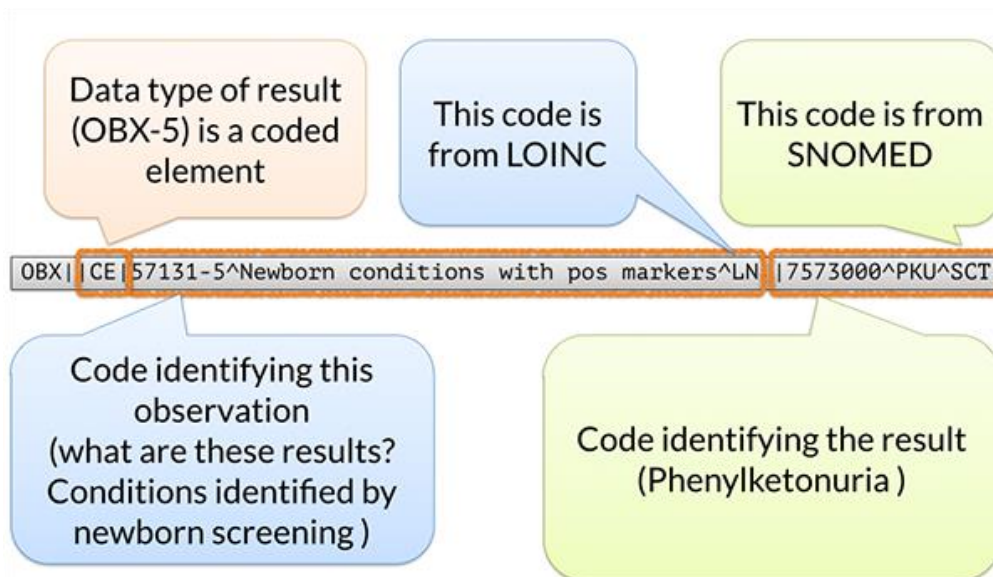 Data type of result
(OBX-5) is a coded
element
This code is
from LOINC
This code is from
SNOMED
OBX||CE|57131-5^Newborn conditions with pos markers^LN||7573000^PKU^SCT
Code identifying this
observation
(what are these results?
Conditions identified by
newborn screening )
Code identifying the result
(Phenylketonuria )